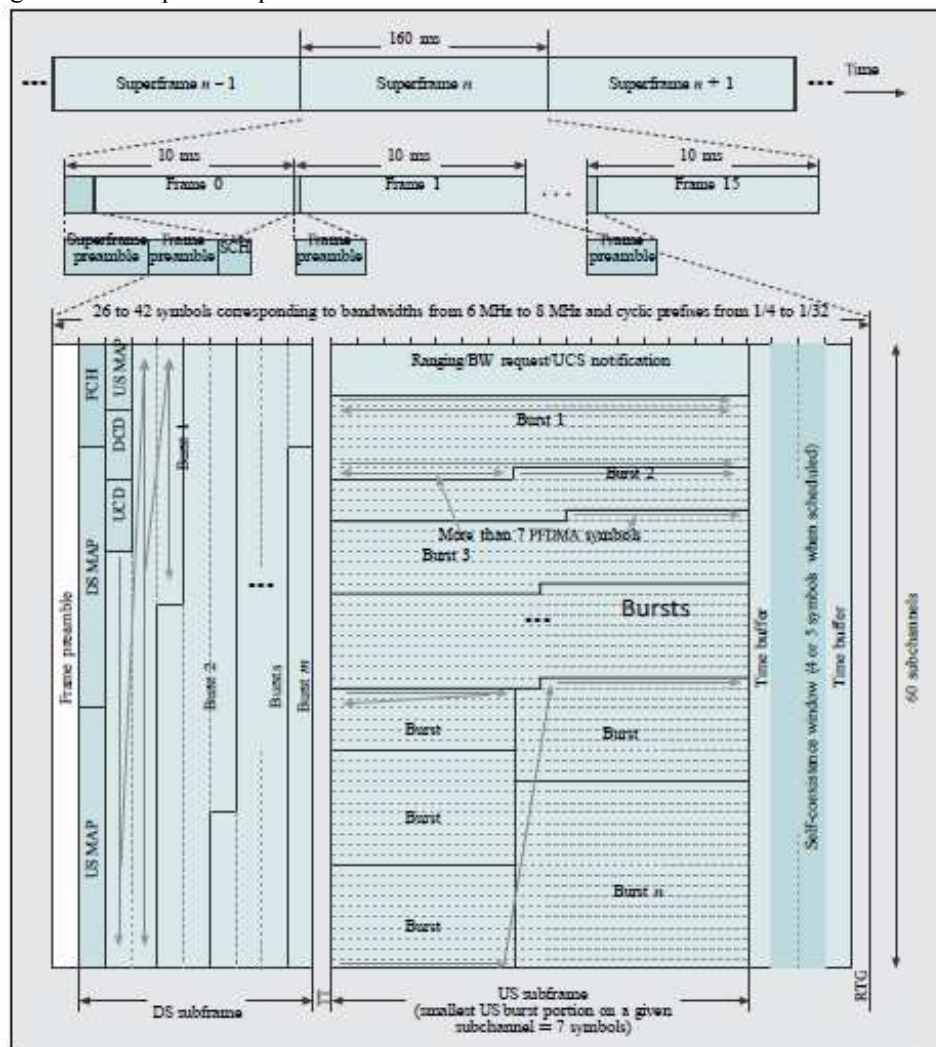 160 ms
Superframe n – 1
Superframe n
Superframe n + 1
Time
10 ms
10 ms
10 ms
Frame 0
Frame 1
Frame 15
Superframe preamble
Frame preamble
SCH
Frame preamble
Frame preamble
26 to 42 symbols corresponding to bandwidths from 6 MHz to 8 MHz and cyclic prefixes from 1/4 to 1/32
Frame preamble
FCH
DS MAP
US MAP
US MAP
DCD
UCD
Burst 1
Burst 2
Bursts
Burst m
Ranging/BW request/UCS notification
Burst 1
Burst 2
More than 7 PFDMA symbols
Burst 3
Bursts
Burst
Burst
Burst
Burst
Burst n
Time buffer
Self-coexistance window (4 or 5 symbols when scheduled)
Time buffer
60 subchannels
DS subframe
US subframe
(smallest US burst portion on a given
subchannel = 7 symbols)
RTG